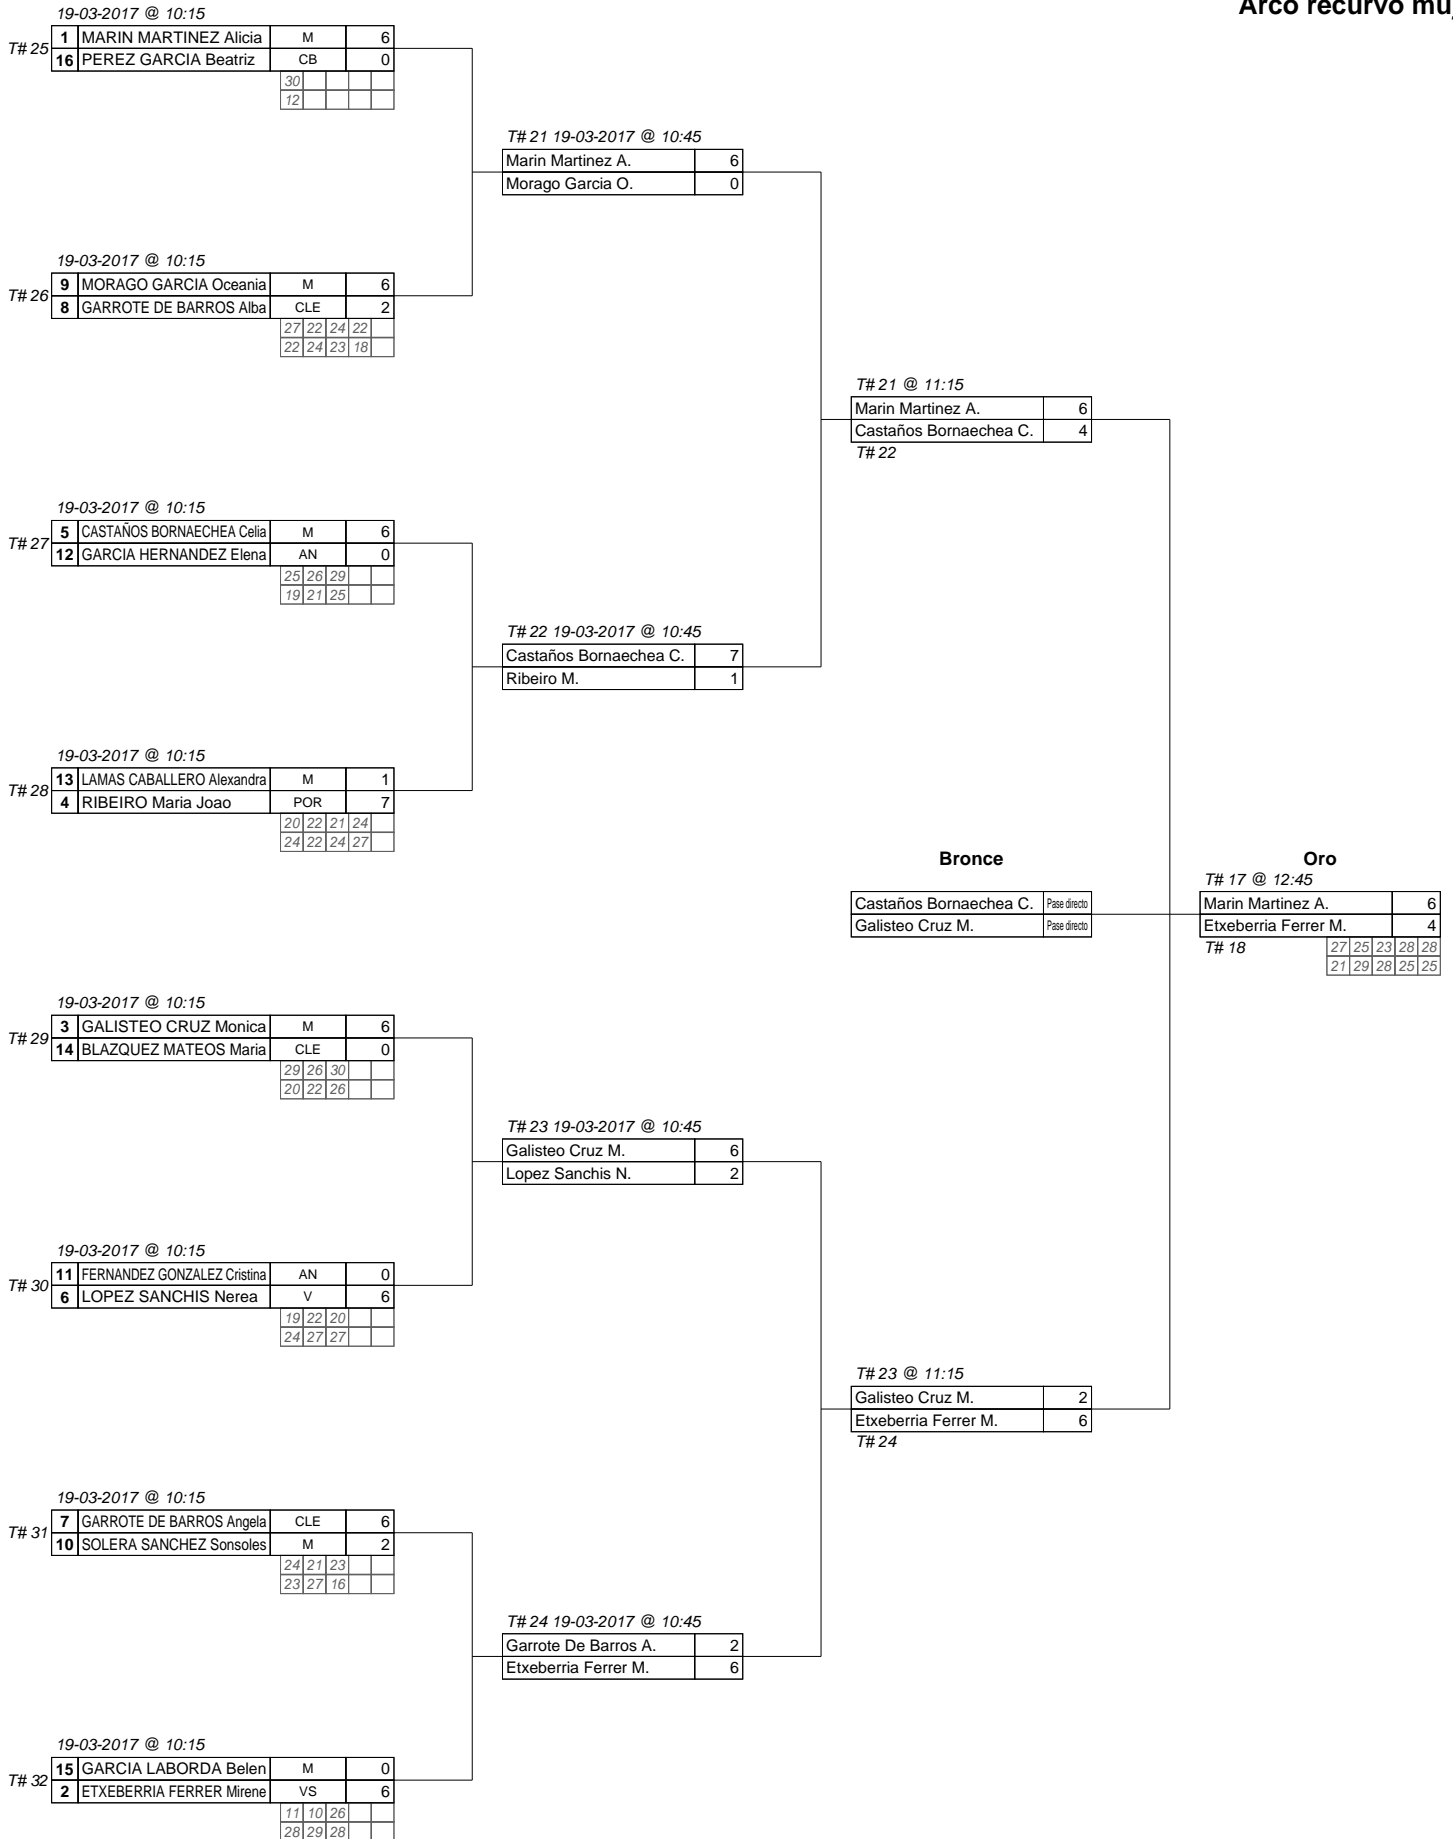 Arco recurvo muj
19-03-2017 @ 10:15
T# 25
1 MARIN MARTINEZ Alicia M 6
16 PEREZ GARCIA Beatriz CB 0
30
12
T# 21 19-03-2017 @ 10:45
Marin Martinez A. 6
Morago Garcia O. 0
19-03-2017 @ 10:15
T# 26
9 MORAGO GARCIA Oceania M 6
8 GARROTE DE BARROS Alba CLE 2
27 22 24 22
22 24 23 18
T# 21 @ 11:15
Marin Martinez A. 6
Castaños Bornaechea C. 4
T# 22
19-03-2017 @ 10:15
T# 27
5 CASTAÑOS BORNAECHEA Celia M 6
12 GARCIA HERNANDEZ Elena AN 0
25 26 29
19 21 25
T# 22 19-03-2017 @ 10:45
Castaños Bornaechea C. 7
Ribeiro M. 1
19-03-2017 @ 10:15
T# 28
13 LAMAS CABALLERO Alexandra M 1
4 RIBEIRO Maria Joao POR 7
20 22 21 24
24 22 24 27
Bronce
Castaños Bornaechea C. Pase directo
Galisteo Cruz M. Pase directo
Oro
T# 17 @ 12:45
Marin Martinez A. 6
Etxeberria Ferrer M. 4
T# 18
27 25 23 28 28
21 29 28 25 25
19-03-2017 @ 10:15
T# 29
3 GALISTEO CRUZ Monica M 6
14 BLAZQUEZ MATEOS Maria CLE 0
29 26 30
20 22 26
T# 23 19-03-2017 @ 10:45
Galisteo Cruz M. 6
Lopez Sanchis N. 2
19-03-2017 @ 10:15
T# 30
11 FERNANDEZ GONZALEZ Cristina AN 0
6 LOPEZ SANCHIS Nerea V 6
19 22 20
24 27 27
T# 23 @ 11:15
Galisteo Cruz M. 2
Etxeberria Ferrer M. 6
T# 24
19-03-2017 @ 10:15
T# 31
7 GARROTE DE BARROS Angela CLE 6
10 SOLERA SANCHEZ Sonsoles M 2
24 21 23
23 27 16
T# 24 19-03-2017 @ 10:45
Garrote De Barros A. 2
Etxeberria Ferrer M. 6
19-03-2017 @ 10:15
T# 32
15 GARCIA LABORDA Belen M 0
2 ETXEBERRIA FERRER Mirene VS 6
11 10 26
28 29 28